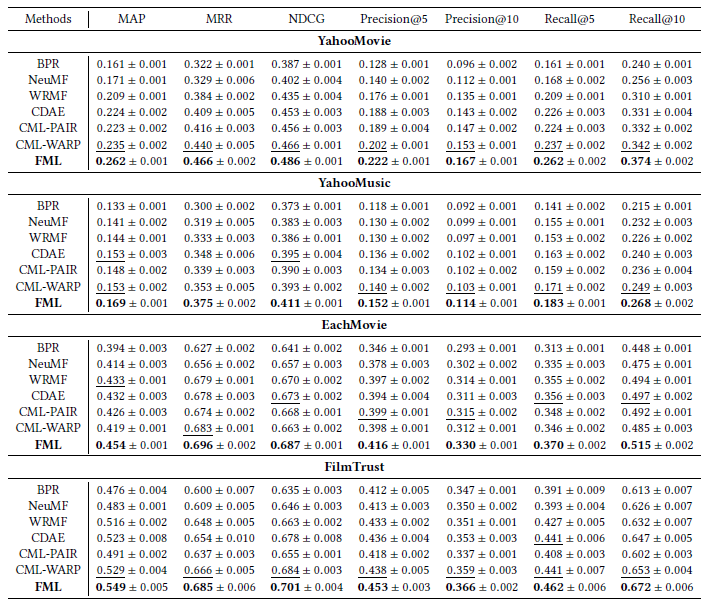 Methods MAP MRR NDCG Precision@5 Precision@10 Recall@5 Recall@10
YahooMovie
BPR 0.161 ± 0.001 0.322 ± 0.001 0.387 ± 0.001 0.128 ± 0.001 0.096 ± 0.002 0.161 ± 0.001 0.240 ± 0.001
NeuMF 0.171 ± 0.001 0.329 ± 0.006 0.402 ± 0.004 0.140 ± 0.002 0.112 ± 0.001 0.168 ± 0.002 0.256 ± 0.003
WRMF 0.209 ± 0.001 0.384 ± 0.002 0.435 ± 0.004 0.176 ± 0.001 0.135 ± 0.001 0.209 ± 0.001 0.310 ± 0.001
CDAE 0.224 ± 0.002 0.409 ± 0.005 0.453 ± 0.003 0.188 ± 0.003 0.143 ± 0.002 0.226 ± 0.003 0.331 ± 0.004
CML-PAIR 0.223 ± 0.002 0.416 ± 0.003 0.456 ± 0.003 0.189 ± 0.004 0.147 ± 0.002 0.224 ± 0.003 0.332 ± 0.002
CML-WARP 0.235 ± 0.002 0.440 ± 0.005 0.466 ± 0.001 0.202 ± 0.001 0.153 ± 0.001 0.237 ± 0.002 0.342 ± 0.002
FML 0.262 ± 0.001 0.466 ± 0.002 0.486 ± 0.001 0.222 ± 0.001 0.167 ± 0.001 0.262 ± 0.002 0.374 ± 0.002
YahooMusic
BPR 0.133 ± 0.001 0.300 ± 0.002 0.373 ± 0.001 0.118 ± 0.001 0.092 ± 0.001 0.141 ± 0.002 0.215 ± 0.001
NeuMF 0.141 ± 0.002 0.319 ± 0.005 0.383 ± 0.003 0.130 ± 0.002 0.099 ± 0.001 0.155 ± 0.001 0.232 ± 0.003
WRMF 0.144 ± 0.001 0.333 ± 0.003 0.386 ± 0.001 0.130 ± 0.002 0.097 ± 0.001 0.153 ± 0.002 0.226 ± 0.002
CDAE 0.153 ± 0.003 0.348 ± 0.006 0.395 ± 0.004 0.136 ± 0.002 0.102 ± 0.001 0.163 ± 0.002 0.240 ± 0.003
CML-PAIR 0.148 ± 0.002 0.339 ± 0.003 0.390 ± 0.003 0.134 ± 0.003 0.102 ± 0.002 0.159 ± 0.002 0.236 ± 0.004
CML-WARP 0.153 ± 0.002 0.353 ± 0.005 0.393 ± 0.002 0.140 ± 0.002 0.103 ± 0.001 0.171 ± 0.002 0.249 ± 0.003
FML 0.169 ± 0.001 0.375 ± 0.002 0.411 ± 0.001 0.152 ± 0.001 0.114 ± 0.001 0.183 ± 0.001 0.268 ± 0.002
EachMovie
BPR 0.394 ± 0.003 0.627 ± 0.002 0.641 ± 0.002 0.346 ± 0.001 0.293 ± 0.001 0.313 ± 0.001 0.448 ± 0.001
NeuMF 0.414 ± 0.003 0.656 ± 0.002 0.657 ± 0.003 0.378 ± 0.003 0.302 ± 0.002 0.335 ± 0.003 0.475 ± 0.001
WRMF 0.433 ± 0.001 0.679 ± 0.001 0.670 ± 0.002 0.397 ± 0.002 0.314 ± 0.001 0.355 ± 0.002 0.494 ± 0.001
CDAE 0.432 ± 0.003 0.678 ± 0.003 0.673 ± 0.002 0.394 ± 0.004 0.311 ± 0.003 0.356 ± 0.003 0.497 ± 0.002
CML-PAIR 0.426 ± 0.003 0.674 ± 0.002 0.668 ± 0.001 0.399 ± 0.001 0.315 ± 0.002 0.348 ± 0.002 0.492 ± 0.001
CML-WARP 0.419 ± 0.001 0.683 ± 0.001 0.663 ± 0.002 0.398 ± 0.001 0.312 ± 0.001 0.346 ± 0.002 0.485 ± 0.003
FML 0.454 ± 0.001 0.696 ± 0.002 0.687 ± 0.001 0.416 ± 0.001 0.330 ± 0.001 0.370 ± 0.002 0.515 ± 0.002
FilmTrust
BPR 0.476 ± 0.004 0.600 ± 0.007 0.635 ± 0.003 0.412 ± 0.005 0.347 ± 0.001 0.391 ± 0.009 0.613 ± 0.007
NeuMF 0.483 ± 0.001 0.609 ± 0.005 0.646 ± 0.003 0.413 ± 0.003 0.350 ± 0.002 0.393 ± 0.004 0.626 ± 0.007
WRMF 0.516 ± 0.002 0.648 ± 0.005 0.663 ± 0.002 0.433 ± 0.002 0.351 ± 0.001 0.427 ± 0.005 0.632 ± 0.007
CDAE 0.523 ± 0.008 0.654 ± 0.010 0.678 ± 0.008 0.436 ± 0.004 0.353 ± 0.003 0.441 ± 0.006 0.647 ± 0.005
CML-PAIR 0.491 ± 0.002 0.637 ± 0.003 0.655 ± 0.001 0.418 ± 0.002 0.337 ± 0.001 0.408 ± 0.003 0.602 ± 0.003
CML-WARP 0.529 ± 0.004 0.666 ± 0.005 0.684 ± 0.003 0.438 ± 0.005 0.359 ± 0.003 0.441 ± 0.007 0.653 ± 0.004
FML 0.549 ± 0.005 0.685 ± 0.006 0.701 ± 0.004 0.453 ± 0.003 0.366 ± 0.002 0.462 ± 0.006 0.672 ± 0.006